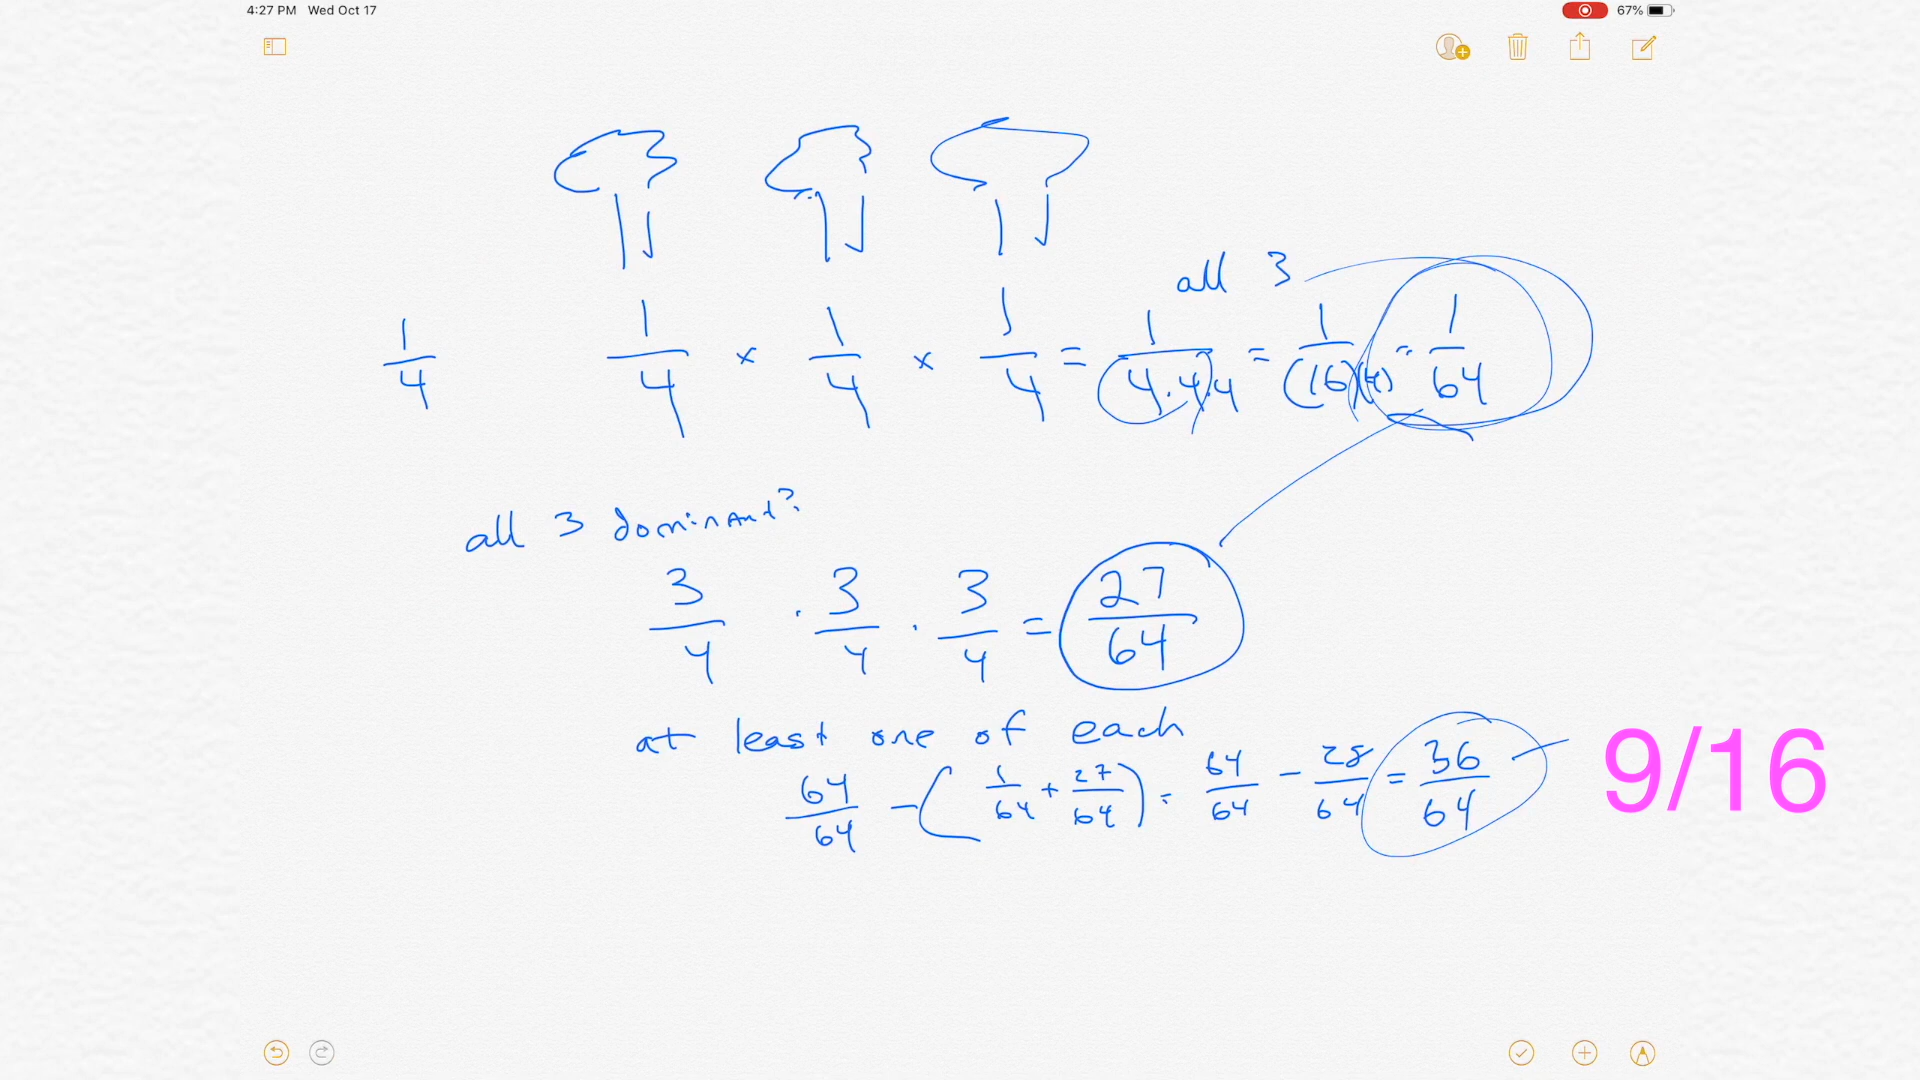 4:27 PM Wed Oct 17
67%
all 3
1/4 1/4 × 1/4 × 1/4 = 1/4·4·4 = 1/(16)(4) = 1/64
all 3 dominant?
3/4 · 3/4 · 3/4 = 27/64
at least one of each
64/64 - (1/64 + 27/64) = 64/64 - 28/64 = 36/64
9/16